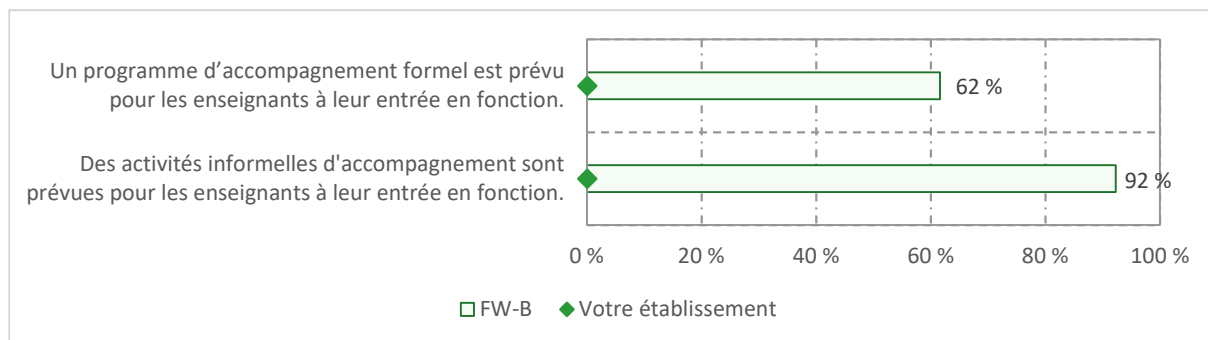 Un programme d’accompagnement formel est prévu
pour les enseignants à leur entrée en fonction.
62 %
Des activités informelles d'accompagnement sont
prévues pour les enseignants à leur entrée en fonction.
92 %
0 % 20 % 40 % 60 % 80 % 100 %
FW-B Votre établissement